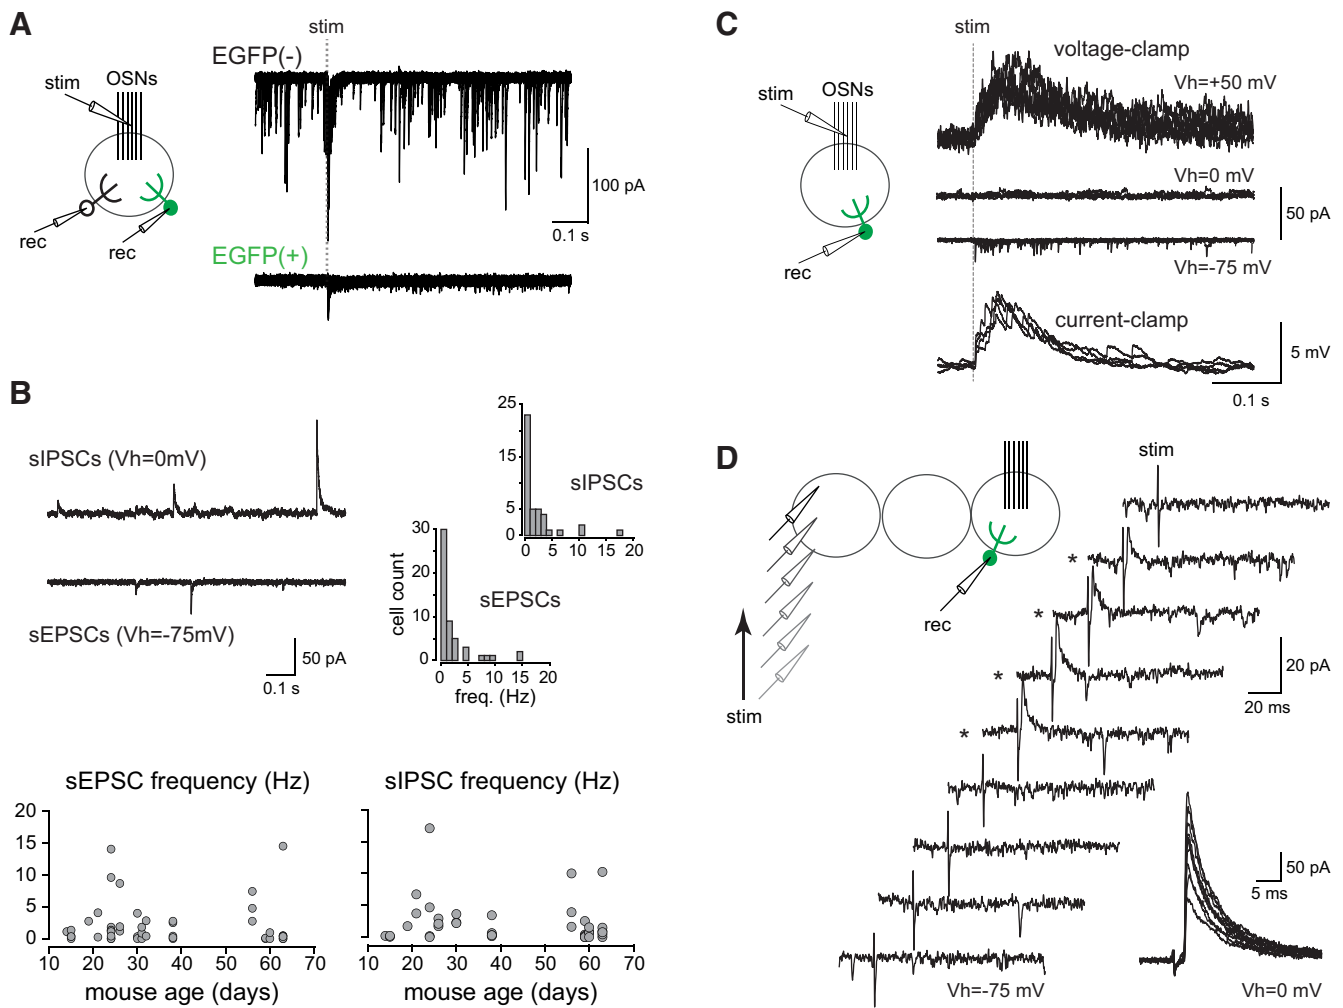 A
stim
EGFP(-)
OSNs
stim
rec
rec
100 pA
0.1 s
EGFP(+)
B
sIPSCs (Vh=0mV)
sEPSCs (Vh=-75mV)
50 pA
0.1 s
25
20
15
10
5
0
sIPSCs
0 5 10 15 20
30
20
10
0
cell count
sEPSCs
0 5 10 15 20
freq. (Hz)
sEPSC frequency (Hz)
20
15
10
5
0
10 20 30 40 50 60 70
mouse age (days)
sIPSC frequency (Hz)
10 20 30 40 50 60 70
mouse age (days)
C
stim
OSNs
stim
rec
voltage-clamp
Vh=+50 mV
Vh=0 mV
50 pA
Vh=-75 mV
current-clamp
5 mV
0.1 s
D
stim
rec
stim
*
*
*
*
20 pA
20 ms
Vh=-75 mV
50 pA
5 ms
Vh=0 mV